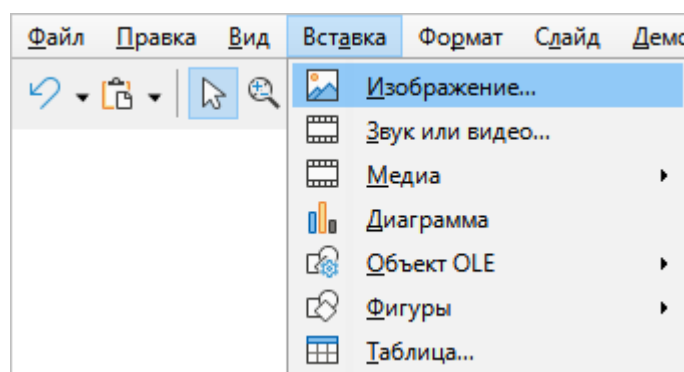 Файл Правка Вид Вставка Формат Слайд
Изображение...
Звук или видео...
Медиа
Диаграмма
Объект OLE
Фигуры
Таблица...